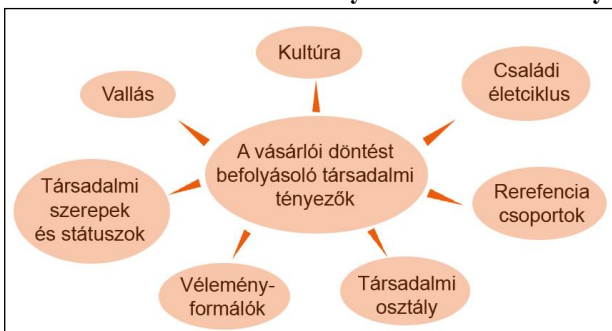 Kultúra
Családi
életciklus
Vallás
A vásárlói döntést
befolyásoló társadalmi
tényezők
Társadalmi
szerepek
és státuszok
Rerefencia
csoportok
Vélemény-
formálók
Társadalmi
osztály